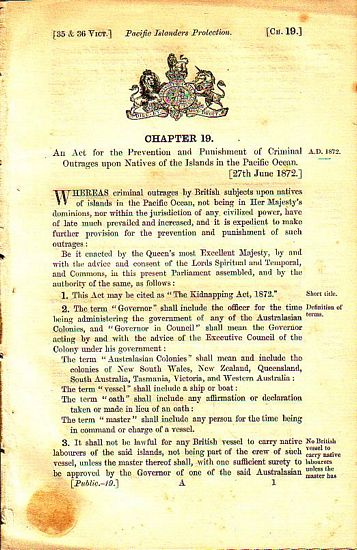 [35 & 36 VICT.] Pacific Islanders Protection. [CH. 19.]
CHAPTER 19.
An Act for the Prevention and Punishment of Criminal A.D. 1872.
Outrages upon Natives of the Islands in the Pacific Ocean.
[27th June 1872.]
WHEREAS criminal outrages by British subjects upon natives
of islands in the Pacific Ocean, not being in Her Majesty's
dominions, nor within the jurisdiction of any civilized power, have
of late much prevailed and increased, and it is expedient to make
further provision for the prevention and punishment of such
outrages:
Be it enacted by the Queen's most Excellent Majesty, by and
with the advice and consent of the Lords Spiritual and Temporal,
and Commons, in this present Parliament assembled, and by the
authority of the same, as follows:
1. This Act may be cited as "The Kidnapping Act, 1872." Short title.
2. The term "Governor" shall include the officer for the time Definition of
being administering the government of any of the Australasian terms.
Colonies, and "Governor in Council" shall mean the Governor
acting by and with the advice of the Executive Council of the
Colony under his government:
The term "Australasian Colonies" shall mean and include the
colonies of New South Wales, New Zealand, Queensland,
South Australia, Tasmania, Victoria, and Western Australia:
The term "vessel" shall include a ship or boat:
The term "oath" shall include any affirmation or declaration
taken or made in lieu of an oath:
The term "master" shall include any person for the time being
in command or charge of a vessel.
3. It shall not be lawful for any British vessel to carry native No British
labourers of the said islands, not being part of the crew of such vessel to
vessel, unless the master thereof shall, with one sufficient surety to carry native
be approved by the Governor of one of the said Australasian labourers
unless the
master has
[Public.-19.] A 1